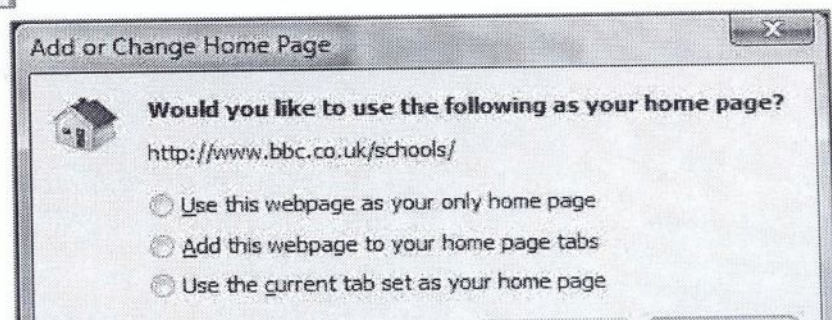 Add or Change Home Page
Would you like to use the following as your home page?
http://www.bbc.co.uk/schools/
Use this webpage as your only home page
Add this webpage to your home page tabs
Use the current tab set as your home page